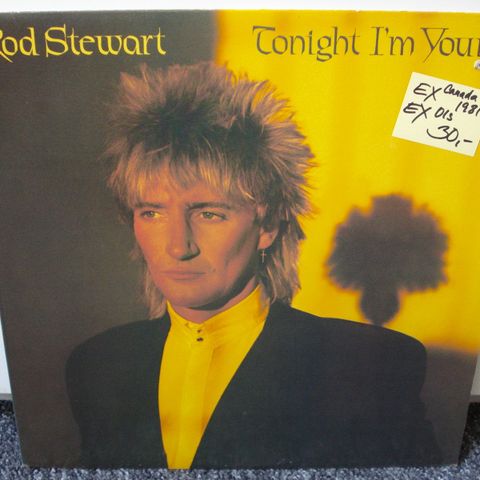 Rod Stewart Tonight I'm Your
EX Canada
1981
EX OIS
30,-